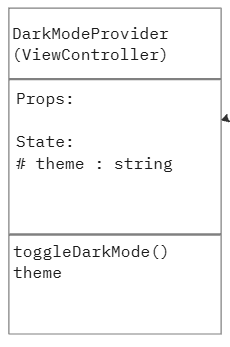 DarkModeProvider
(ViewController)
Props:
State:
# theme : string
toggleDarkMode()
theme